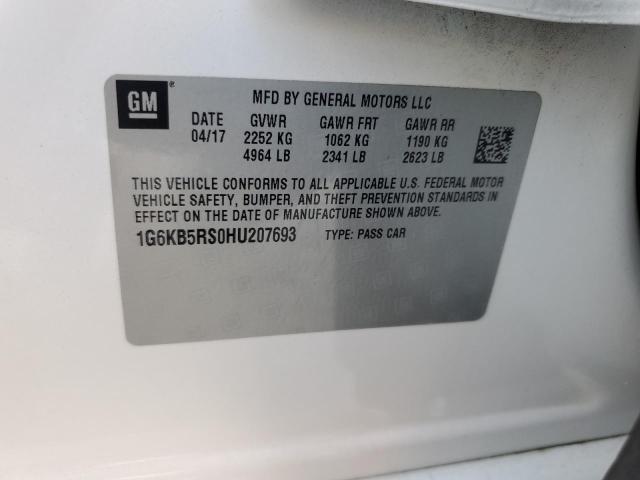 GM®
MFD BY GENERAL MOTORS LLC
DATE GVWR GAWR FRT GAWR RR
04/17 2252 KG 1062 KG 1190 KG
4964 LB 2341 LB 2623 LB
THIS VEHICLE CONFORMS TO ALL APPLICABLE U.S. FEDERAL MOTOR
VEHICLE SAFETY, BUMPER, AND THEFT PREVENTION STANDARDS IN
EFFECT ON THE DATE OF MANUFACTURE SHOWN ABOVE.
1G6KB5RS0HU207693 TYPE: PASS CAR